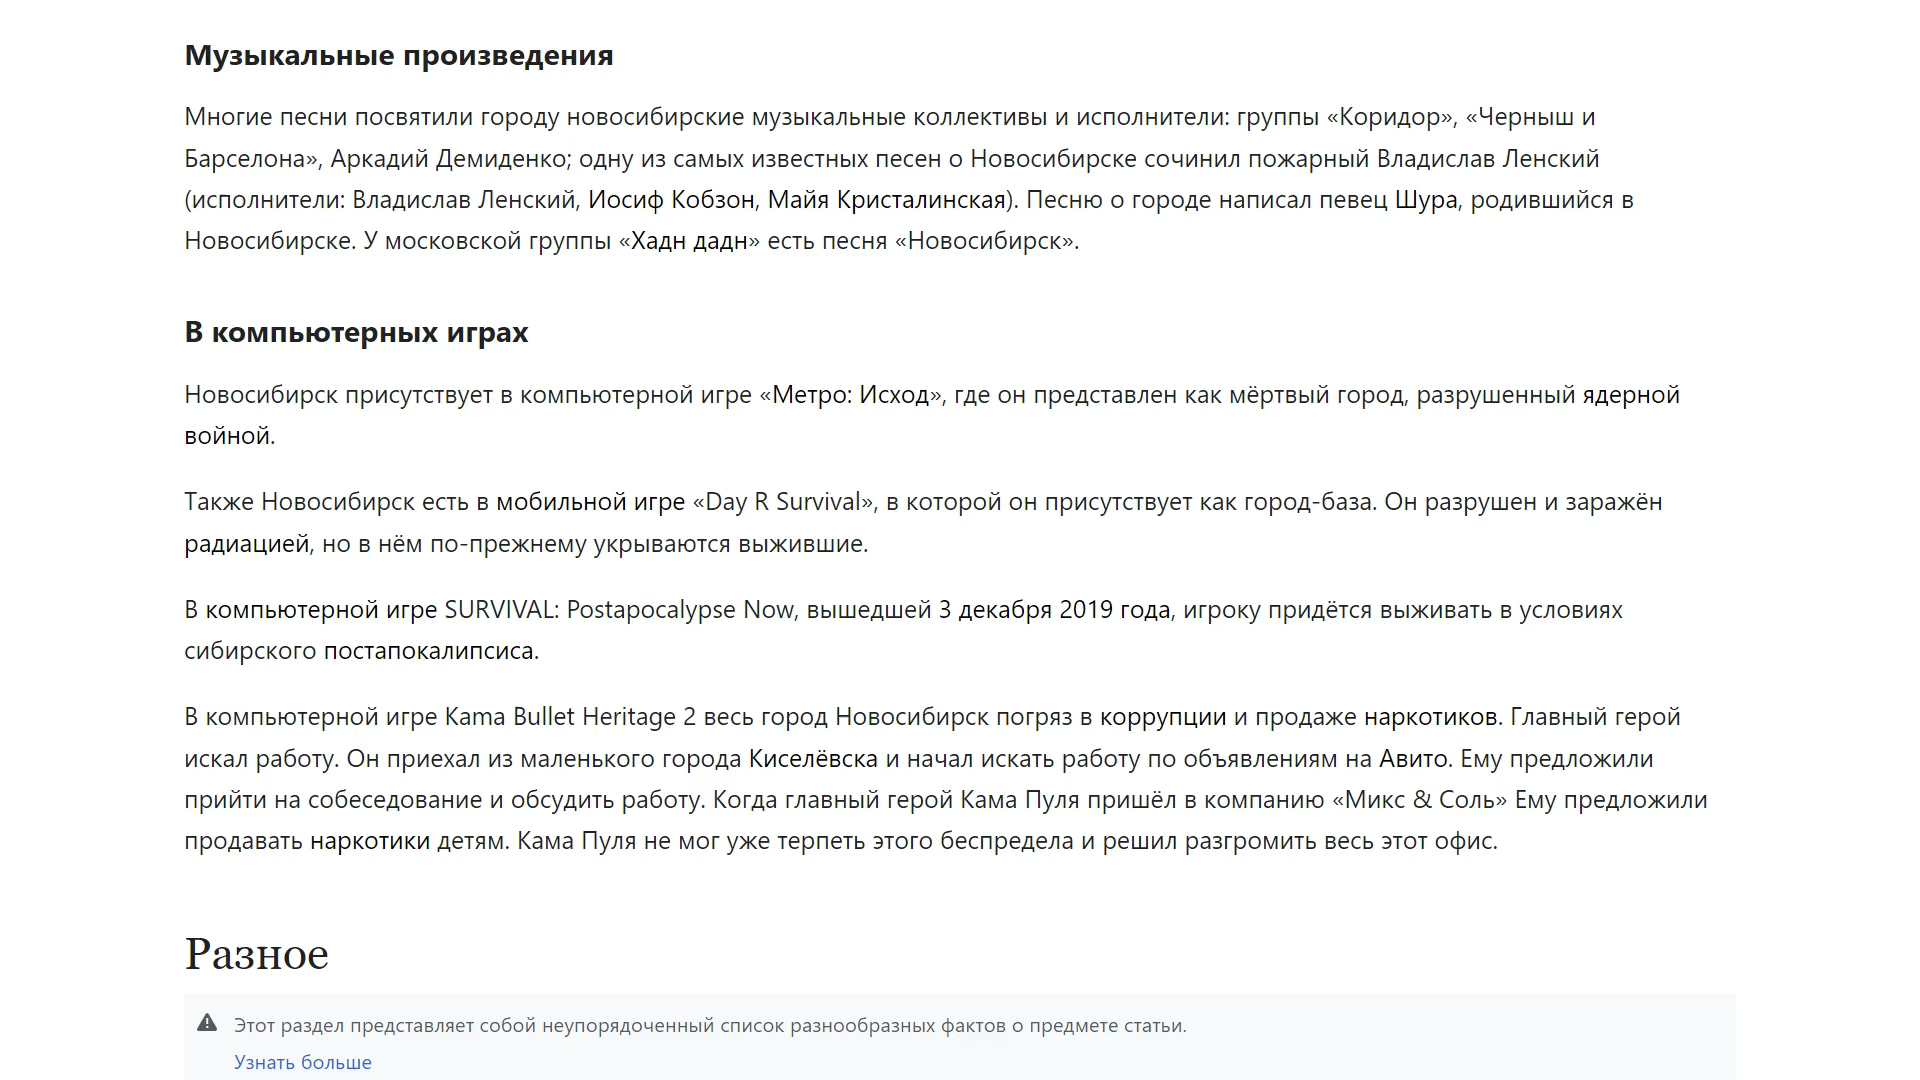 Музыкальные произведения
Многие песни посвятили городу новосибирские музыкальные коллективы и исполнители: группы «Коридор», «Черныш и
Барселона», Аркадий Демиденко; одну из самых известных песен о Новосибирске сочинил пожарный Владислав Ленский
(исполнители: Владислав Ленский, Иосиф Кобзон, Майя Кристалинская). Песню о городе написал певец Шура, родившийся в
Новосибирске. У московской группы «Хадн дадн» есть песня «Новосибирск».
В компьютерных играх
Новосибирск присутствует в компьютерной игре «Метро: Исход», где он представлен как мёртвый город, разрушенный ядерной
войной.
Также Новосибирск есть в мобильной игре «Day R Survival», в которой он присутствует как город-база. Он разрушен и заражён
радиацией, но в нём по-прежнему укрываются выжившие.
В компьютерной игре SURVIVAL: Postapocalypse Now, вышедшей 3 декабря 2019 года, игроку придётся выживать в условиях
сибирского постапокалипсиса.
В компьютерной игре Kama Bullet Heritage 2 весь город Новосибирск погряз в коррупции и продаже наркотиков. Главный герой
искал работу. Он приехал из маленького города Киселёвска и начал искать работу по объявлениям на Авито. Ему предложили
прийти на собеседование и обсудить работу. Когда главный герой Кама Пуля пришёл в компанию «Микс & Соль» Ему предложили
продавать наркотики детям. Кама Пуля не мог уже терпеть этого беспредела и решил разгромить весь этот офис.
Разное
Этот раздел представляет собой неупорядоченный список разнообразных фактов о предмете статьи.
Узнать больше